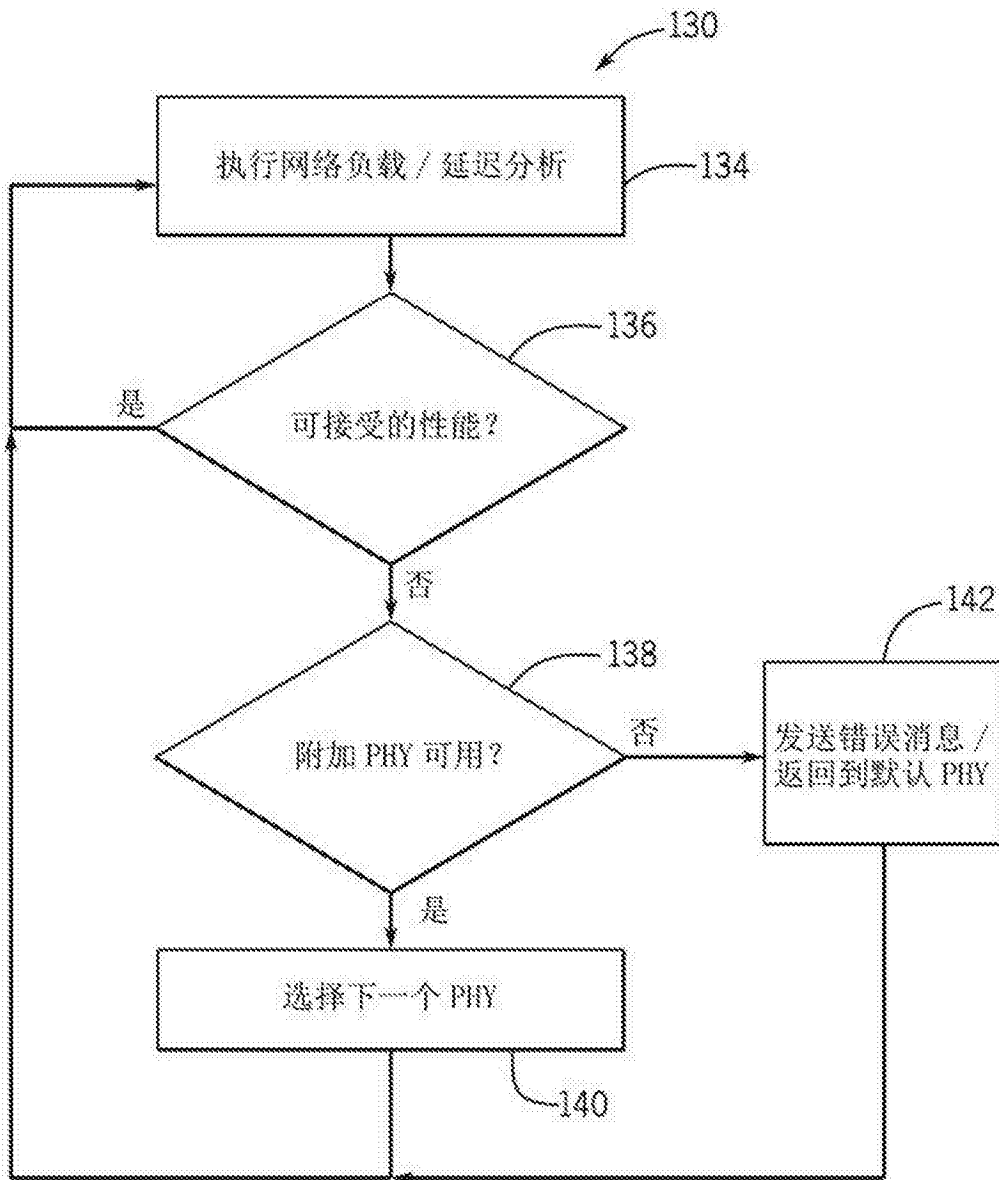 130
执行网络负载/延迟分析
134
136
是
可接受的性能?
否
138
142
否
附加 PHY 可用?
发送错误消息/
返回到默认 PHY
是
选择下一个 PHY
140